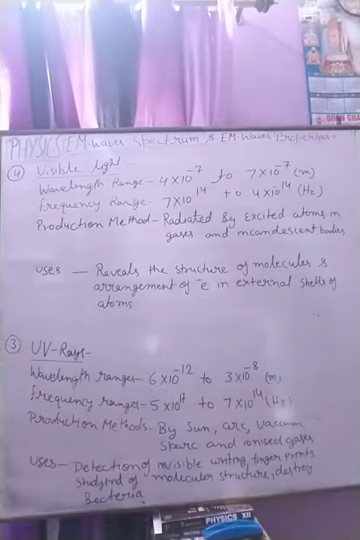 PHYSICS | EM-Waves Spectrum & EM-Waves Properties
④ Visible light -
Wavelength Range - 4×10⁻⁷ to 7×10⁻⁷ (m)
Frequency Range - 7×10¹⁴ to 4×10¹⁴ (Hz)
Production Method - Radiated By Excited atoms in
gases and incandescent bodies
uses — Reveals the structure of molecules &
arrangement of ē in external shells of
atoms
③ UV-Rays -
Wavelength ranges - 6×10⁻¹² to 3×10⁻⁸ (m)
frequency ranges - 5×10¹⁷ to 7×10¹⁴ (Hz)
Production Methods - By Sun, arc, vacuum
Sparc and ionised gases
uses - Detection of invisible writing, finger prints
of molecular structure, destroy
Bacteria
PHYSICS XII